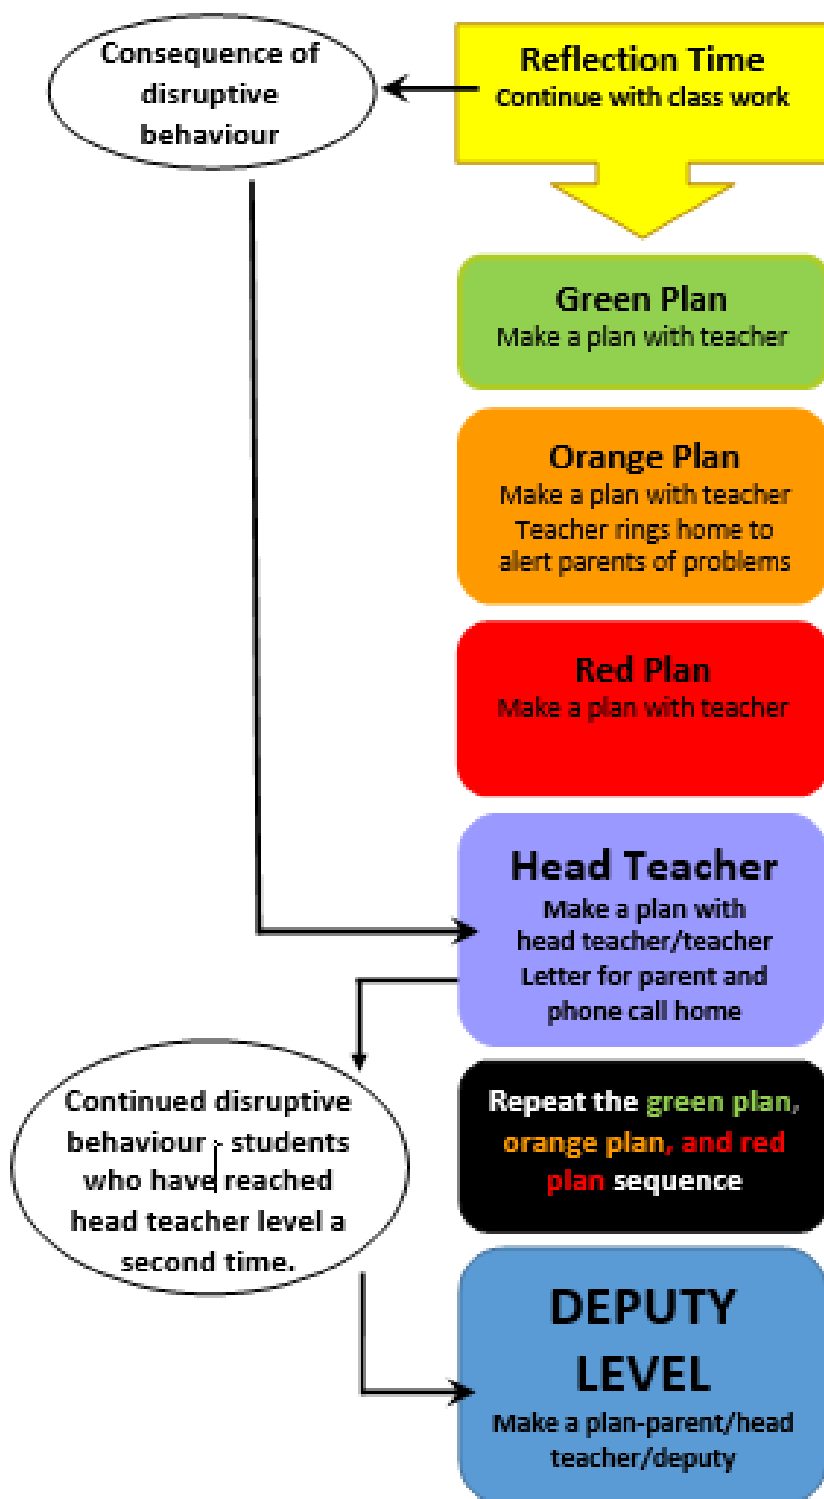 Consequence of
disruptive
behaviour
Reflection Time
Continue with class work
Green Plan
Make a plan with teacher
Orange Plan
Make a plan with teacher
Teacher rings home to
alert parents of problems
Red Plan
Make a plan with teacher
Head Teacher
Make a plan with
head teacher/teacher
Letter for parent and
phone call home
Continued disruptive
behaviour - students
who have reached
head teacher level a
second time.
Repeat the green plan,
orange plan, and red
plan sequence
DEPUTY
LEVEL
Make a plan-parent/head
teacher/deputy